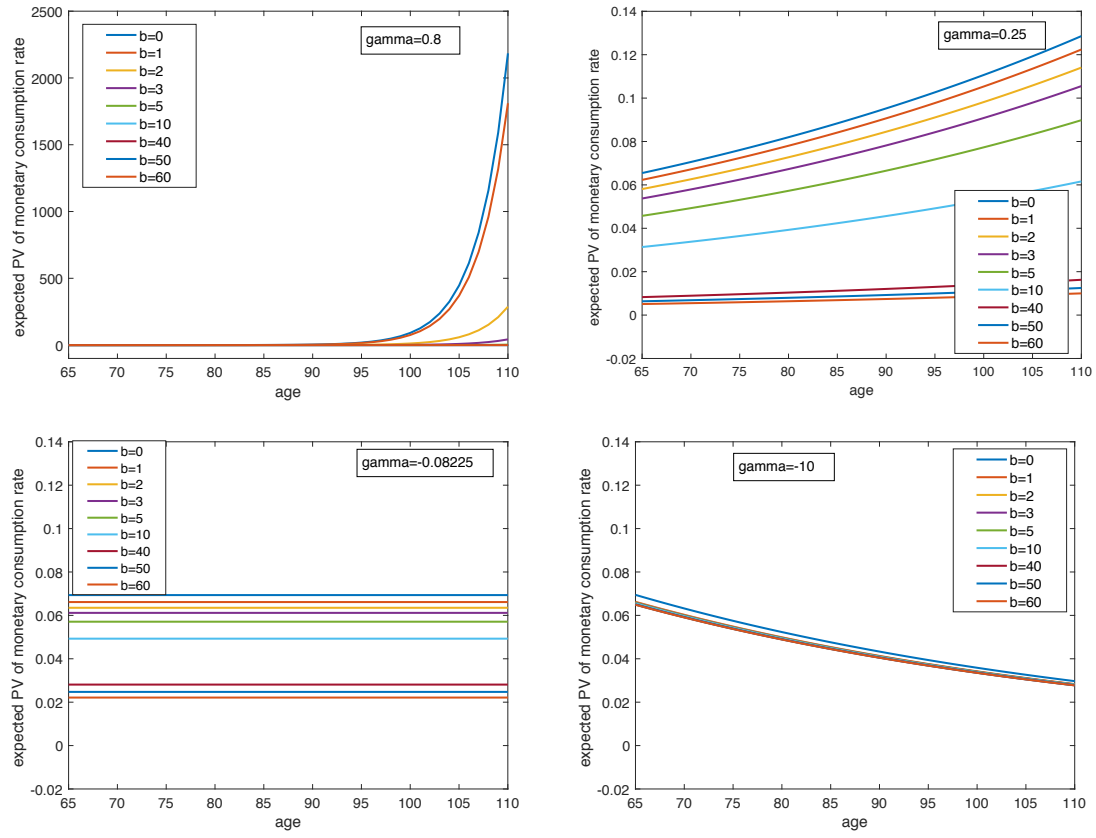 2500
2000
1500
1000
500
0
65 70 75 80 85 90 95 100 105 110
age
expected PV of monetary consumption rate
gamma=0.8
b=0
b=1
b=2
b=3
b=5
b=10
b=40
b=50
b=60
0.14
0.12
0.1
0.08
0.06
0.04
0.02
0
-0.02
65 70 75 80 85 90 95 100 105 110
age
expected PV of monetary consumption rate
gamma=0.25
b=0
b=1
b=2
b=3
b=5
b=10
b=40
b=50
b=60
0.14
0.12
0.1
0.08
0.06
0.04
0.02
0
-0.02
65 70 75 80 85 90 95 100 105 110
age
expected PV of monetary consumption rate
gamma=-0.08225
b=0
b=1
b=2
b=3
b=5
b=10
b=40
b=50
b=60
0.14
0.12
0.1
0.08
0.06
0.04
0.02
0
-0.02
65 70 75 80 85 90 95 100 105 110
age
expected PV of monetary consumption rate
gamma=-10
b=0
b=1
b=2
b=3
b=5
b=10
b=40
b=50
b=60